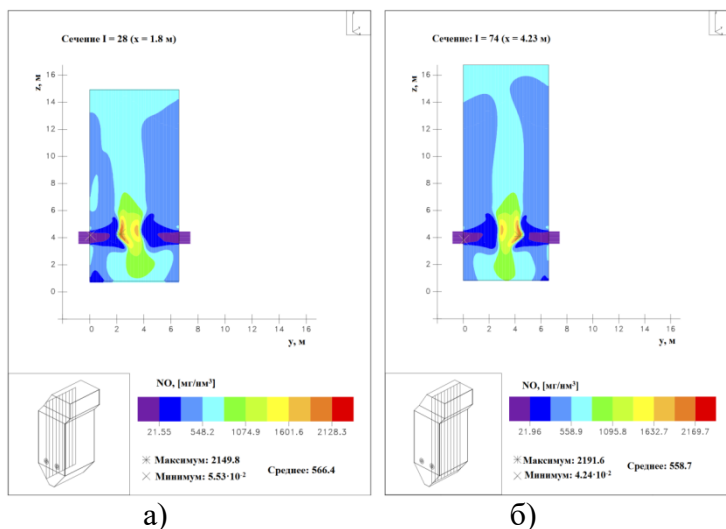 Сечение I = 28 (x = 1.8 м)
z, м
16
14
12
10
8
6
4
2
0
0 2 4 6 8 10 12 14 16
y, м
NO, [мг/нм³]
21.55 548.2 1074.9 1601.6 2128.3
Максимум: 2149.8
Минимум: 5.53·10⁻²
Среднее: 566.4
а)
Сечение: I = 74 (x = 4.23 м)
z, м
16
14
12
10
8
6
4
2
0
0 2 4 6 8 10 12 14 16
y, м
NO, [мг/нм³]
21.96 558.9 1095.8 1632.7 2169.7
Максимум: 2191.6
Минимум: 4.24·10⁻²
Среднее: 558.7
б)